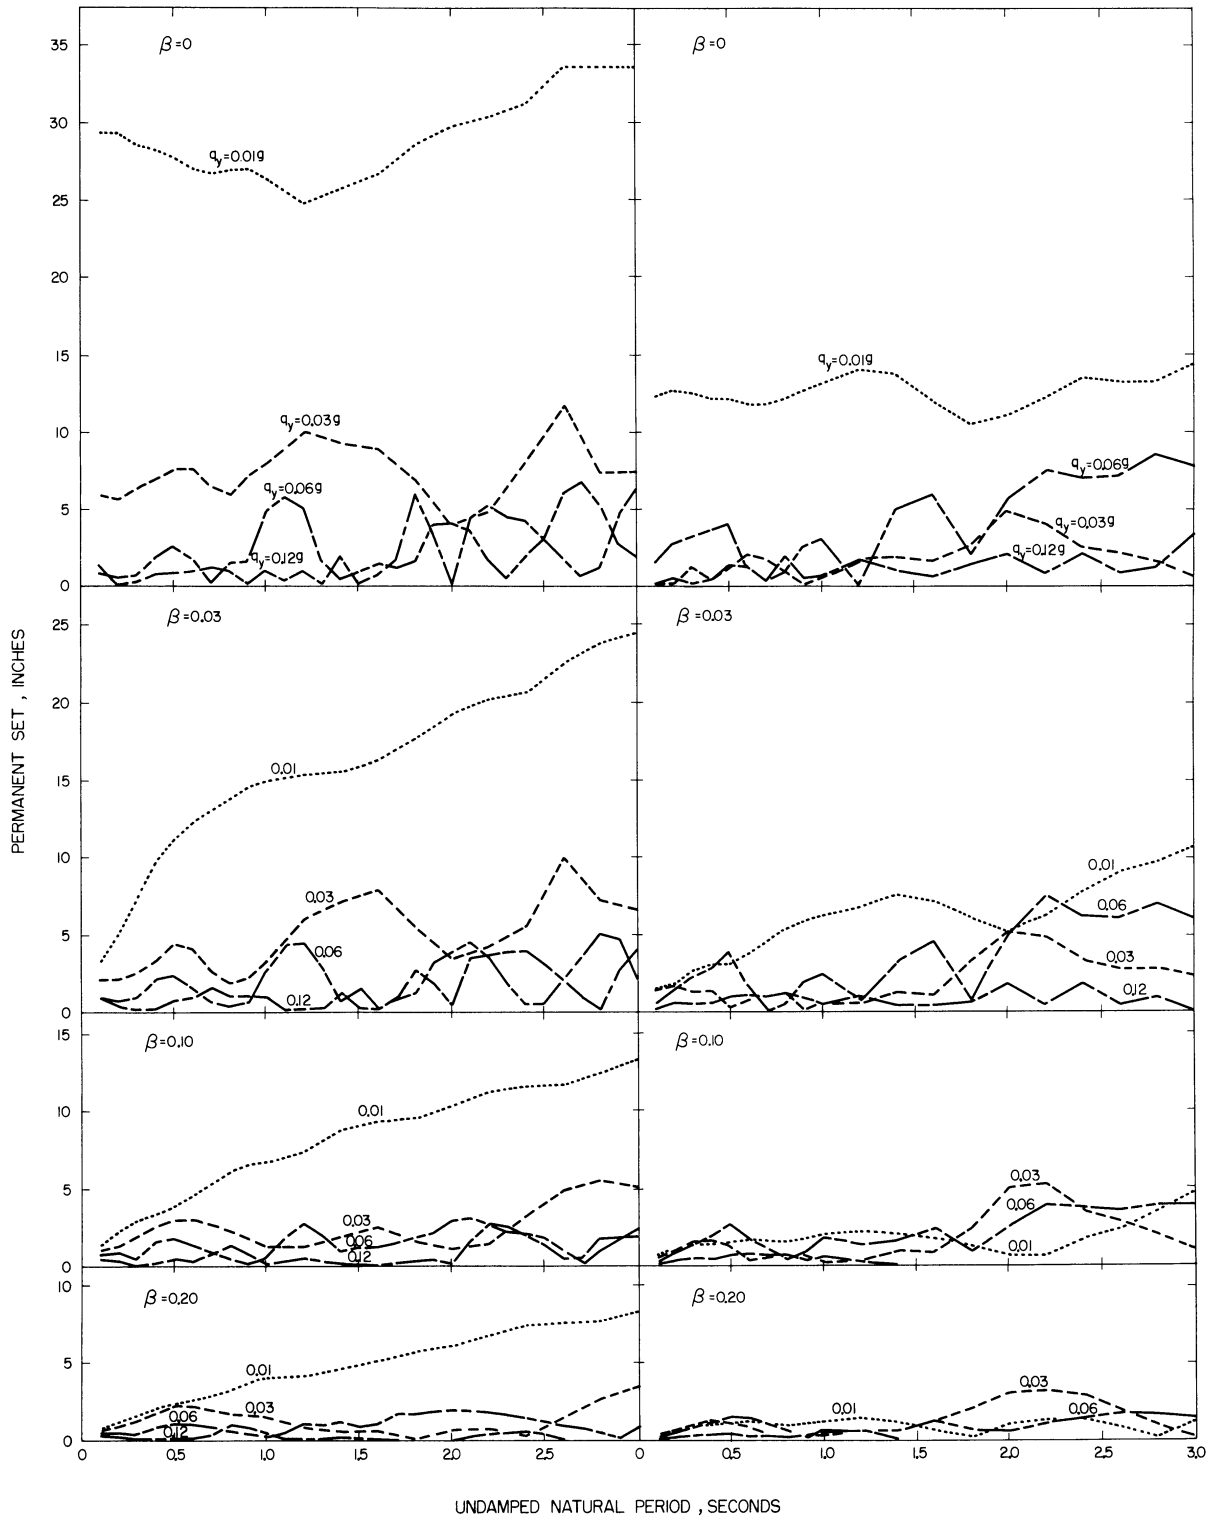 PERMANENT SET, INCHES
35
30
25
20
15
10
5
0
β=0
qy=0.01g
qy=0.03g
qy=0.06g
qy=0.12g
β=0
qy=0.01g
qy=0.06g
qy=0.03g
qy=0.12g
25
20
15
10
5
0
β=0.03
0.01
0.03
0.06
0.12
β=0.03
0.01
0.06
0.03
0.12
15
10
5
0
β=0.10
0.01
0.03
0.06
0.12
β=0.10
0.03
0.06
0.01
10
5
0
β=0.20
0.01
0.03
0.06
0.12
β=0.20
0.03
0.01
0.06
0 0.5 1.0 1.5 2.0 2.5 0 0.5 1.0 1.5 2.0 2.5 3.0
UNDAMPED NATURAL PERIOD, SECONDS